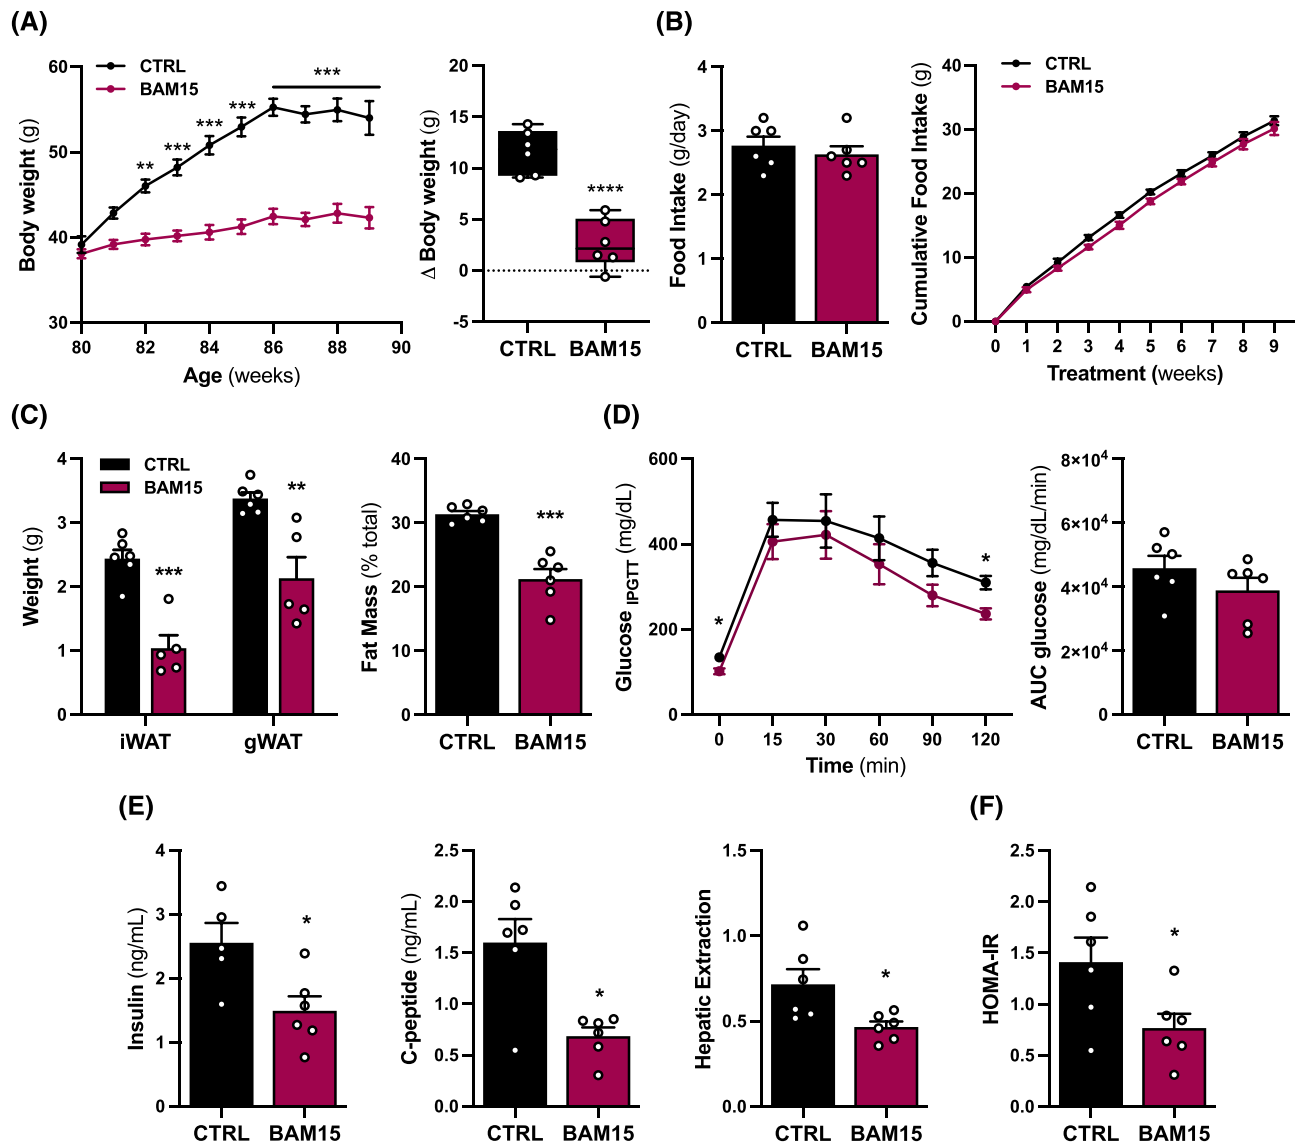 (A)
CTRL
BAM15
**
***
***
***
***
Body weight (g)
60
50
40
30
80
82
84
86
88
90
Age (weeks)
Δ Body weight (g)
20
15
10
5
0
-5
****
CTRL
BAM15
(B)
Food Intake (g/day)
4
3
2
1
0
CTRL
BAM15
Cumulative Food Intake (g)
40
30
20
10
0
CTRL
BAM15
0
1
2
3
4
5
6
7
8
9
Treatment (weeks)
(C)
Weight (g)
4
3
2
1
0
CTRL
BAM15
***
**
iWAT
gWAT
Fat Mass (% total)
40
30
20
10
0
***
CTRL
BAM15
(D)
Glucose IPGTT (mg/dL)
600
400
200
0
*
*
0
15
30
60
90
120
Time (min)
AUC glucose (mg/dL/min)
8×10⁴
6×10⁴
4×10⁴
2×10⁴
0
CTRL
BAM15
(E)
Insulin (ng/mL)
4
3
2
1
0
*
CTRL
BAM15
C-peptide (ng/mL)
2.5
2.0
1.5
1.0
0.5
0.0
*
CTRL
BAM15
Hepatic Extraction
1.5
1.0
0.5
0.0
*
CTRL
BAM15
(F)
HOMA-IR
2.5
2.0
1.5
1.0
0.5
0.0
*
CTRL
BAM15